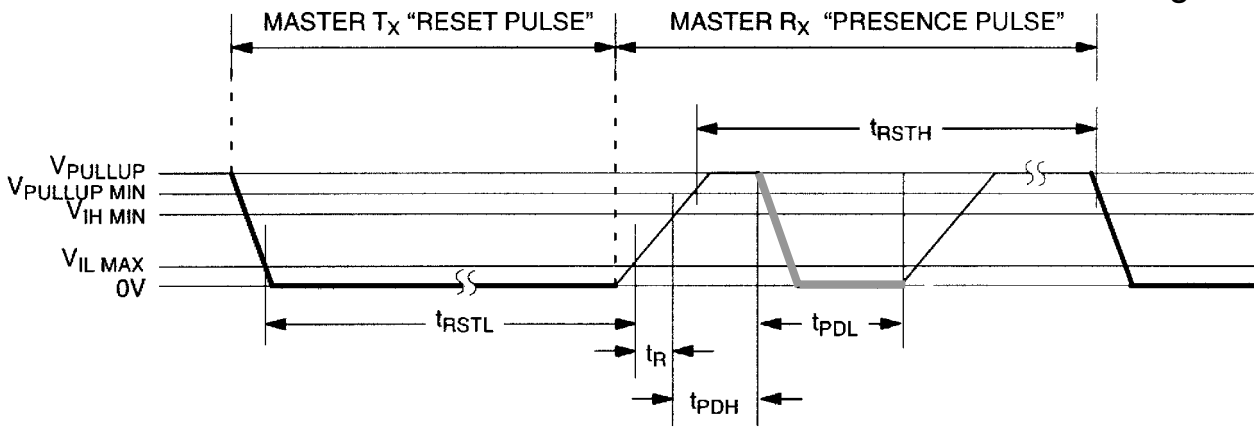 MASTER TX “RESET PULSE” MASTER RX “PRESENCE PULSE”
tRSTH
VPULLUP
VPULLUP MIN
VIH MIN
VIL MAX
0V
tRSTL
tPDL
tR
tPDH